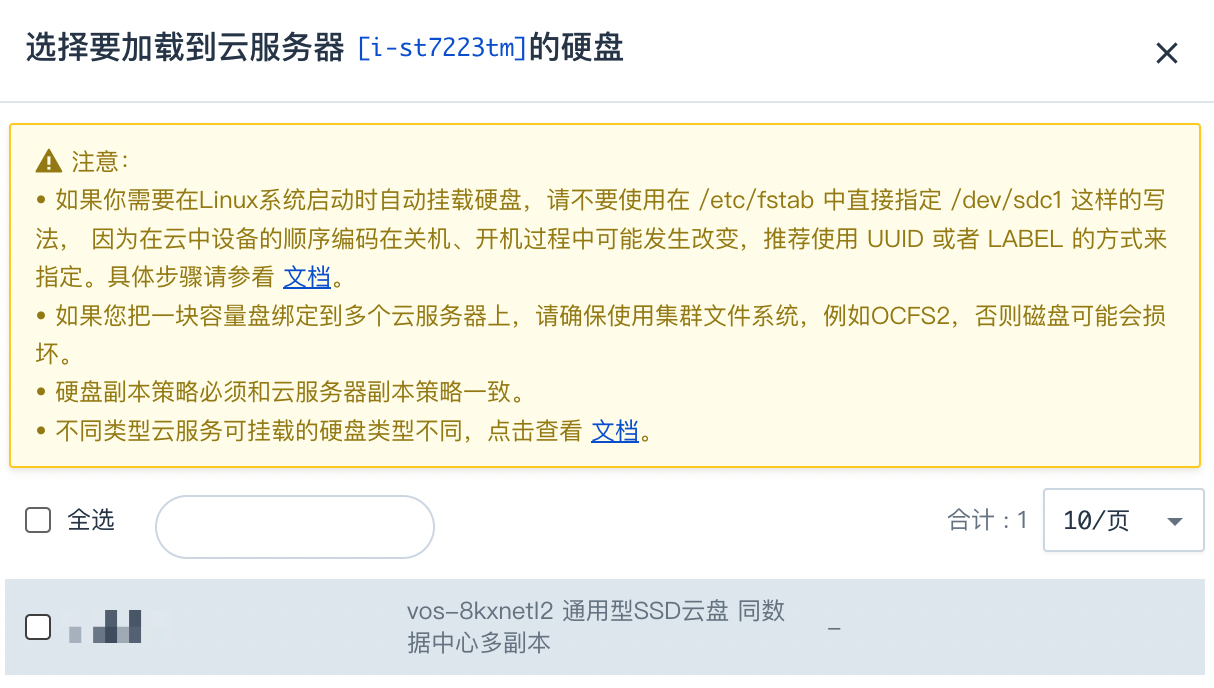 选择要加载到云服务器 [i-st7223tm]的硬盘
注意：
• 如果你需要在Linux系统启动时自动挂载硬盘，请不要使用在 /etc/fstab 中直接指定 /dev/sdc1 这样的写
法， 因为在云中设备的顺序编码在关机、开机过程中可能发生改变，推荐使用 UUID 或者 LABEL 的方式来
指定。具体步骤请参看 文档。
• 如果您把一块容量盘绑定到多个云服务器上，请确保使用集群文件系统，例如OCFS2，否则磁盘可能会损
坏。
• 硬盘副本策略必须和云服务器副本策略一致。
• 不同类型云服务可挂载的硬盘类型不同，点击查看 文档。
全选
合计 : 1
10/页
vos-8kxnetl2 通用型SSD云盘 同数
据中心多副本
–